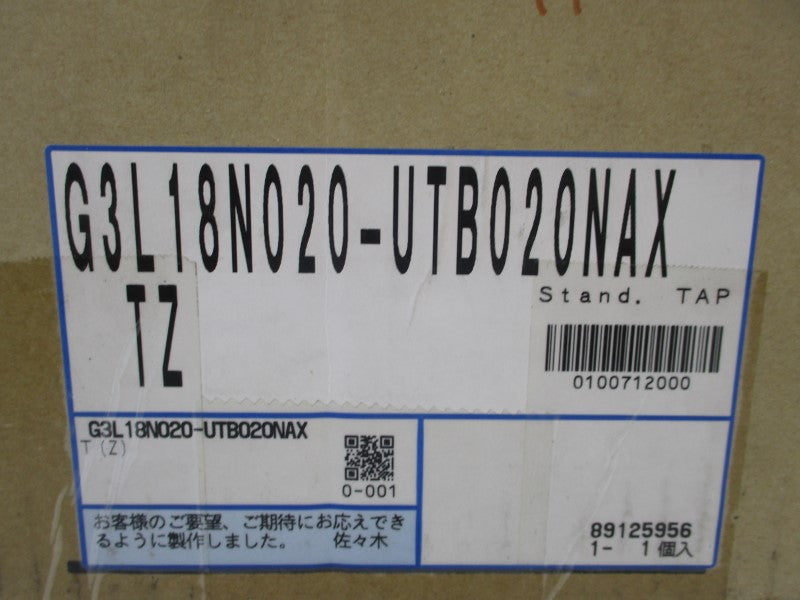 G3L18N020-UTB020NAX
TZ
Stand. TAP
0100712000
G3L18N020-UTB020NAX
T(Z)
0-001
お客様のご要望、ご期待にお応えでき
るように製作しました。 佐々木
89125956
1- 1個入